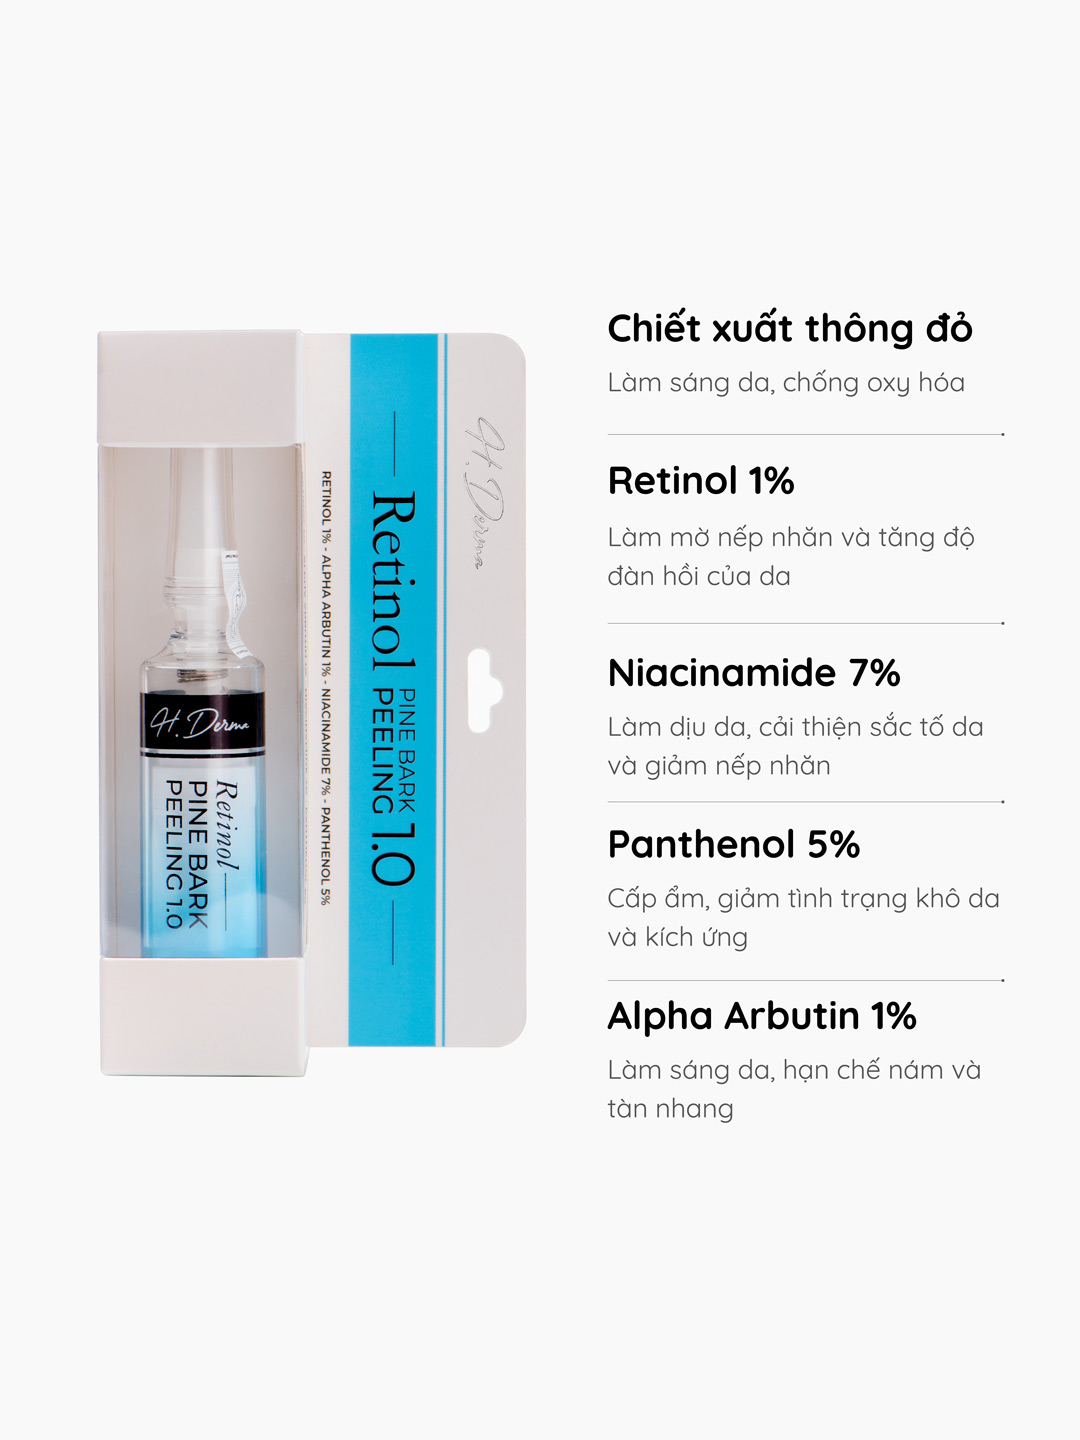 H. Derma
Retinol
PINE BARK
PEELING 1.0
RETINOL 1% - ALPHA ARBUTIN 1% - NIACINAMIDE 7% - PANTHENOL 5%
Retinol PINE BARK
PEELING 1.0
H. Derma
Chiết xuất thông đỏ
Làm sáng da, chống oxy hóa
Retinol 1%
Làm mờ nếp nhăn và tăng độ
đàn hồi của da
Niacinamide 7%
Làm dịu da, cải thiện sắc tố da
và giảm nếp nhăn
Panthenol 5%
Cấp ẩm, giảm tình trạng khô da
và kích ứng
Alpha Arbutin 1%
Làm sáng da, hạn chế nám và
tàn nhang